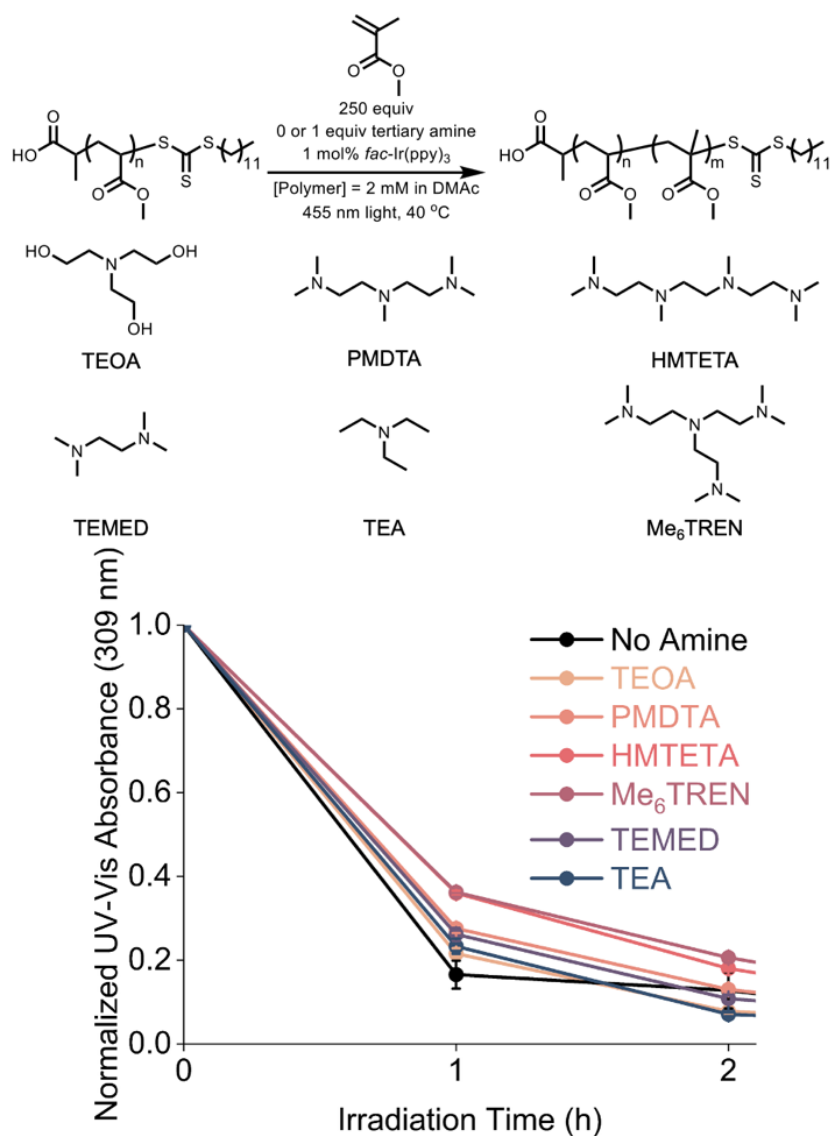 O
O
250 equiv
0 or 1 equiv tertiary amine
1 mol% fac-Ir(ppy)₃
[Polymer] = 2 mM in DMAc
455 nm light, 40 °C
O
HO
n
S
S
S
11
O
O
O
HO
n
m
S
S
S
11
O
O
O
O
HO
N
OH
OH
TEOA
N
N
N
PMDTA
N
N
N
N
HMTETA
N
N
TEMED
N
TEA
N
N
N
N
Me₆TREN
Normalized UV-Vis Absorbance (309 nm)
1.0
0.8
0.6
0.4
0.2
0.0
No Amine
TEOA
PMDTA
HMTETA
Me₆TREN
TEMED
TEA
0
1
2
Irradiation Time (h)